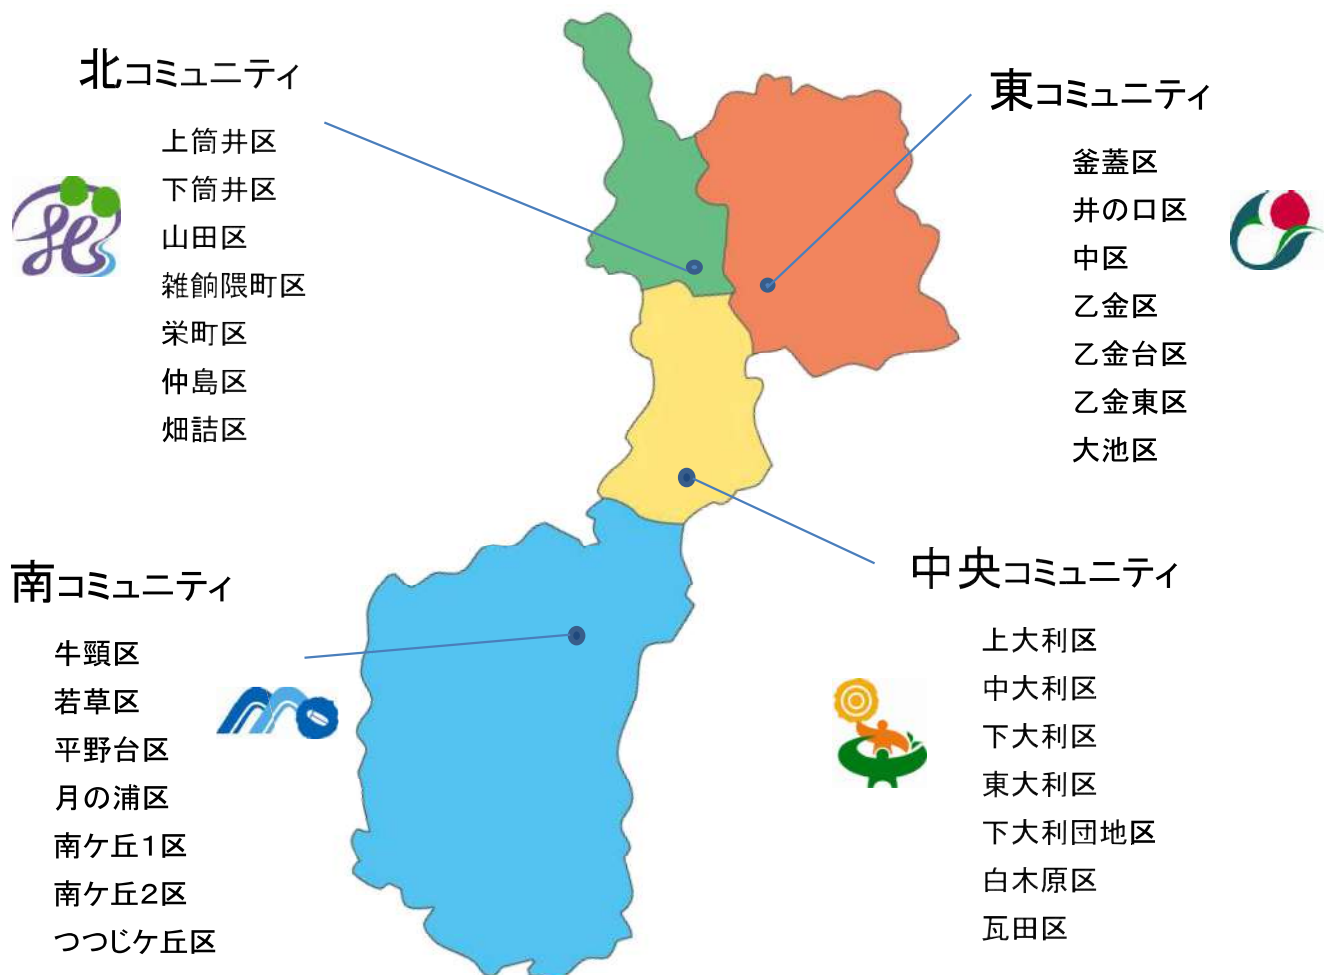 北コミュニティ
上筒井区
下筒井区
山田区
雑餉隈町区
栄町区
仲島区
畑詰区
東コミュニティ
釜蓋区
井の口区
中区
乙金区
乙金台区
乙金東区
大池区
南コミュニティ
牛頸区
若草区
平野台区
月の浦区
南ケ丘1区
南ケ丘2区
つつじケ丘区
中央コミュニティ
上大利区
中大利区
下大利区
東大利区
下大利団地区
白木原区
瓦田区